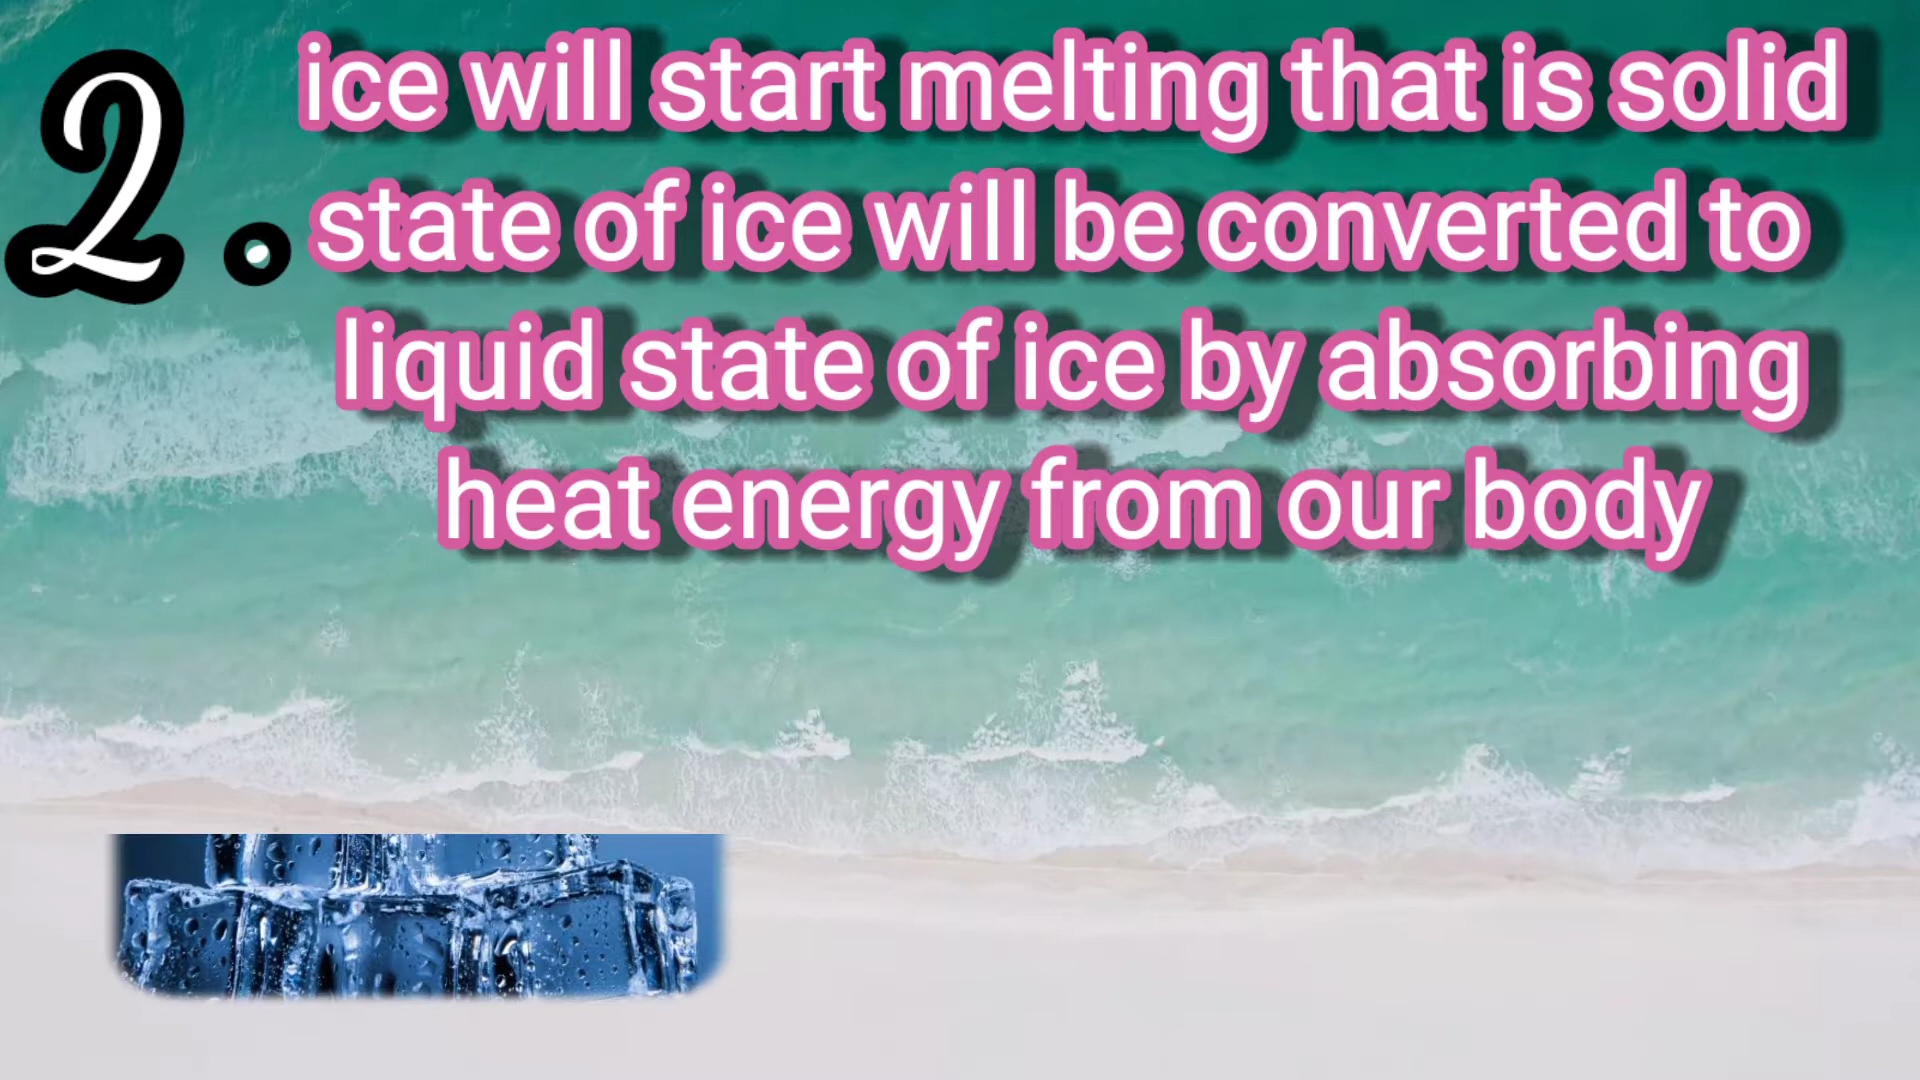 2.
ice will start melting that is solid
state of ice will be converted to
liquid state of ice by absorbing
heat energy from our body